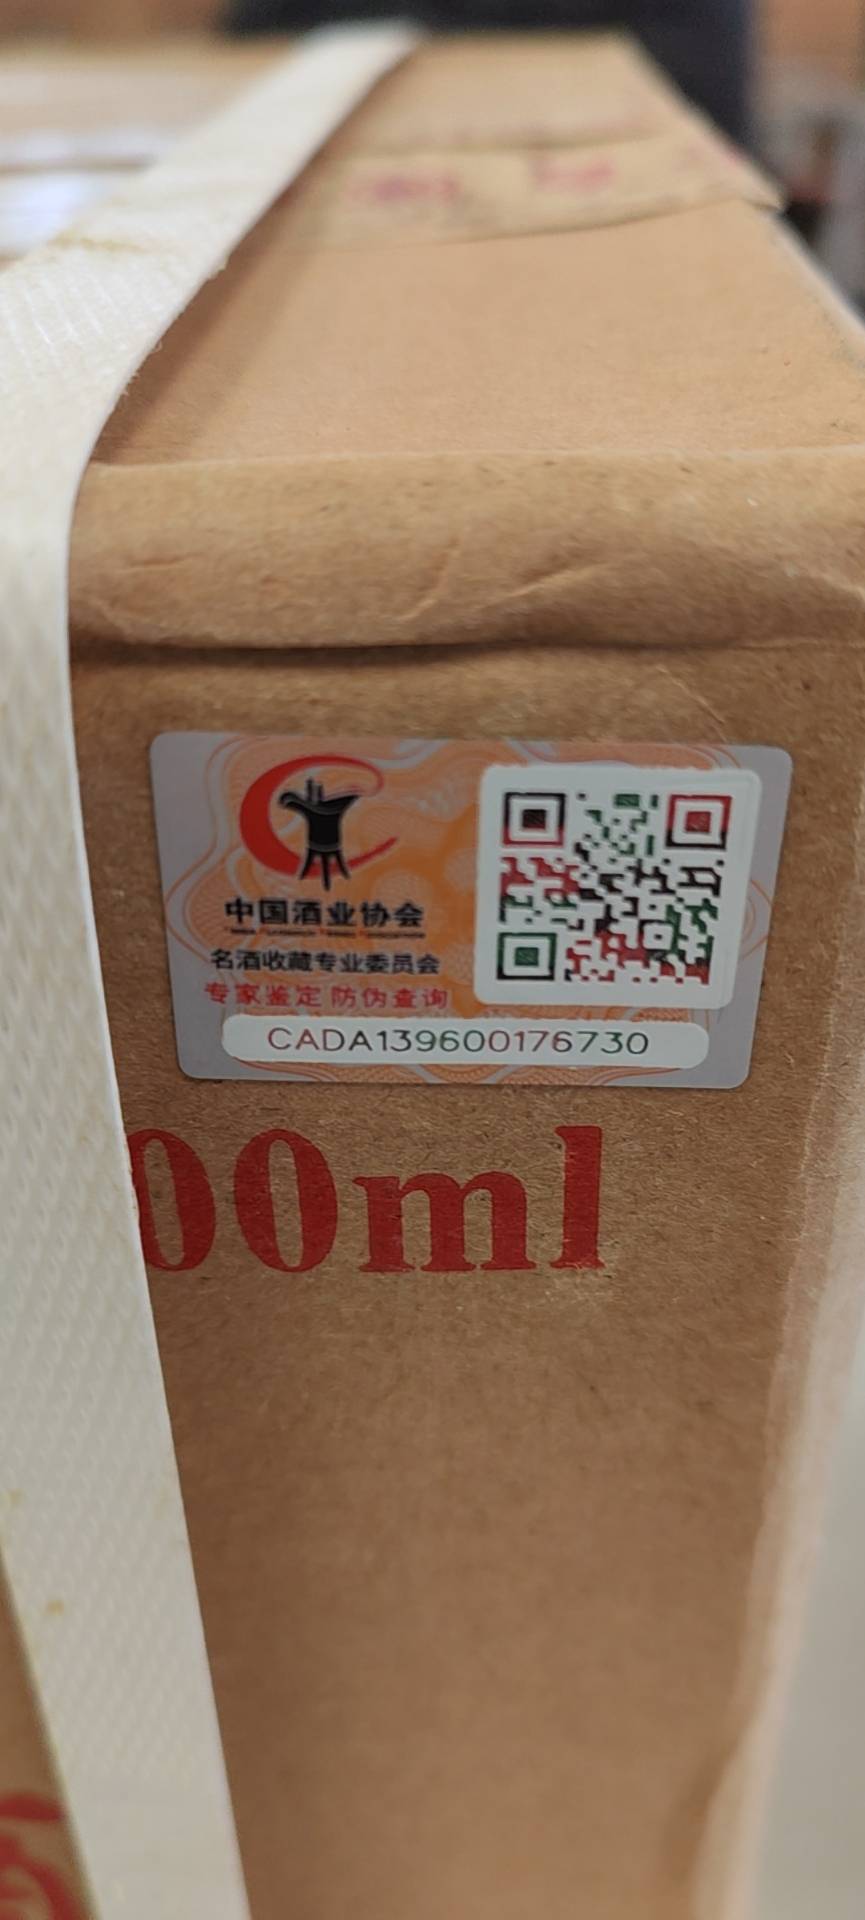 中国酒业协会
名酒收藏专业委员会
专家鉴定 防伪查询
CADA139600176730
00ml